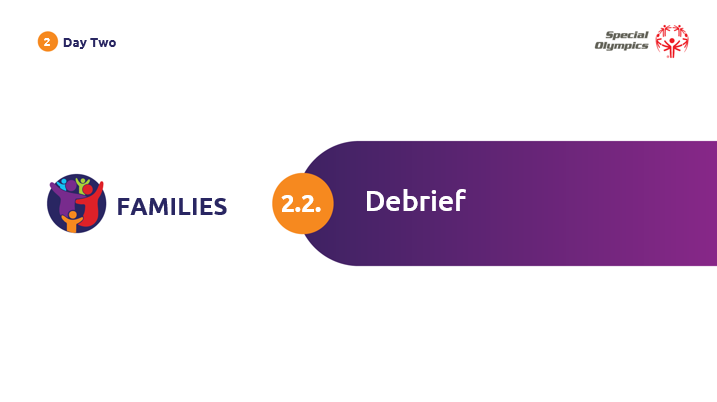 2 Day Two
Special
Olympics
FAMILIES
2.2. Debrief